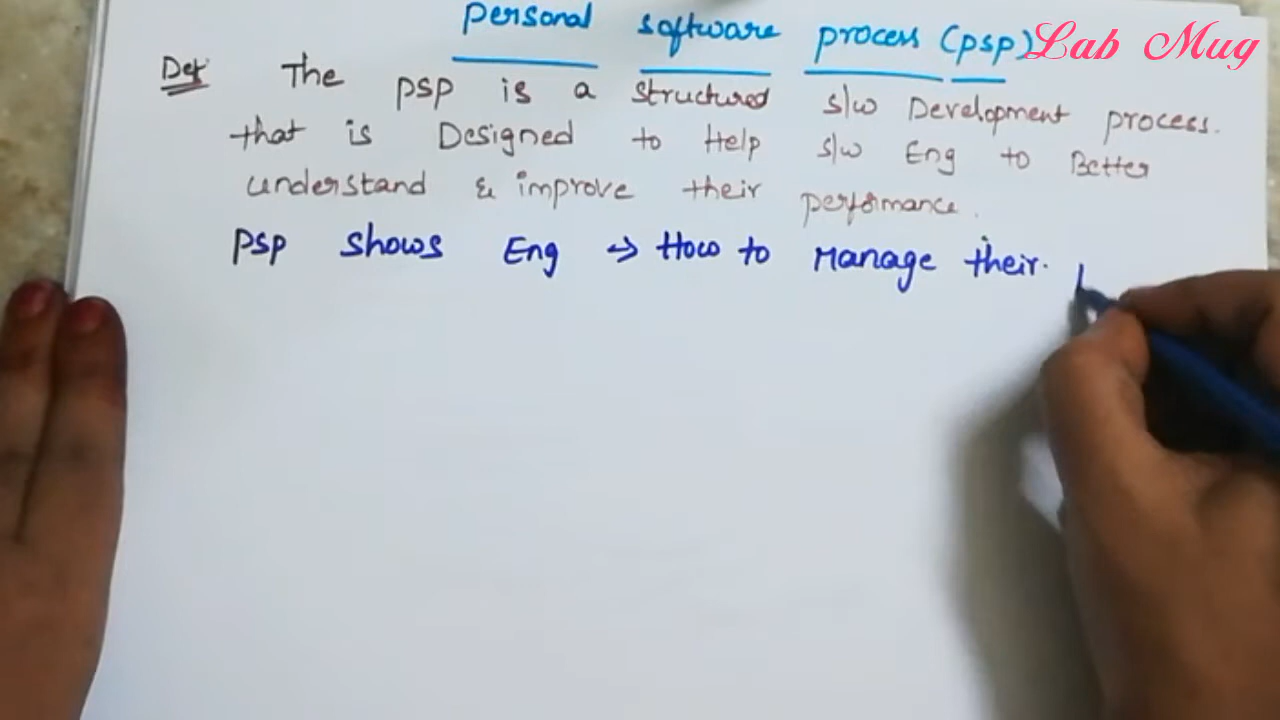 personal software process (psp)
Lab Mug
Def The psp is a structured s/w Development process.
that is Designed to Help s/w Eng to Better
understand & improve their performance.
psp shows Eng → How to Manage their.